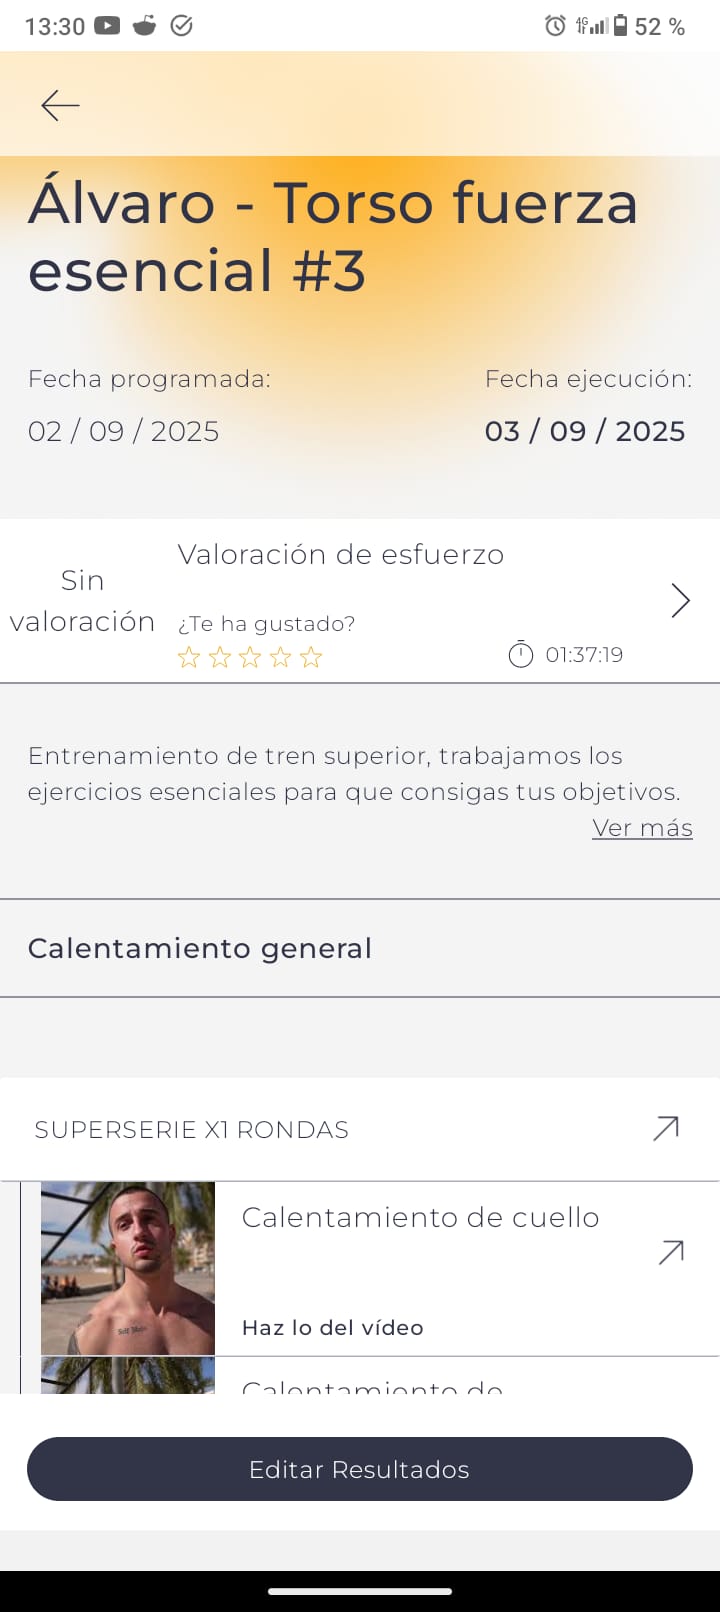 13:30
4G 52 %
Álvaro - Torso fuerza
esencial #3
Fecha programada:
Fecha ejecución:
02 / 09 / 2025
03 / 09 / 2025
Sin
valoración
Valoración de esfuerzo
¿Te ha gustado?
01:37:19
Entrenamiento de tren superior, trabajamos los
ejercicios esenciales para que consigas tus objetivos.
Ver más
Calentamiento general
SUPERSERIE X1 RONDAS
Calentamiento de cuello
Haz lo del vídeo
Calentamiento de
Editar Resultados